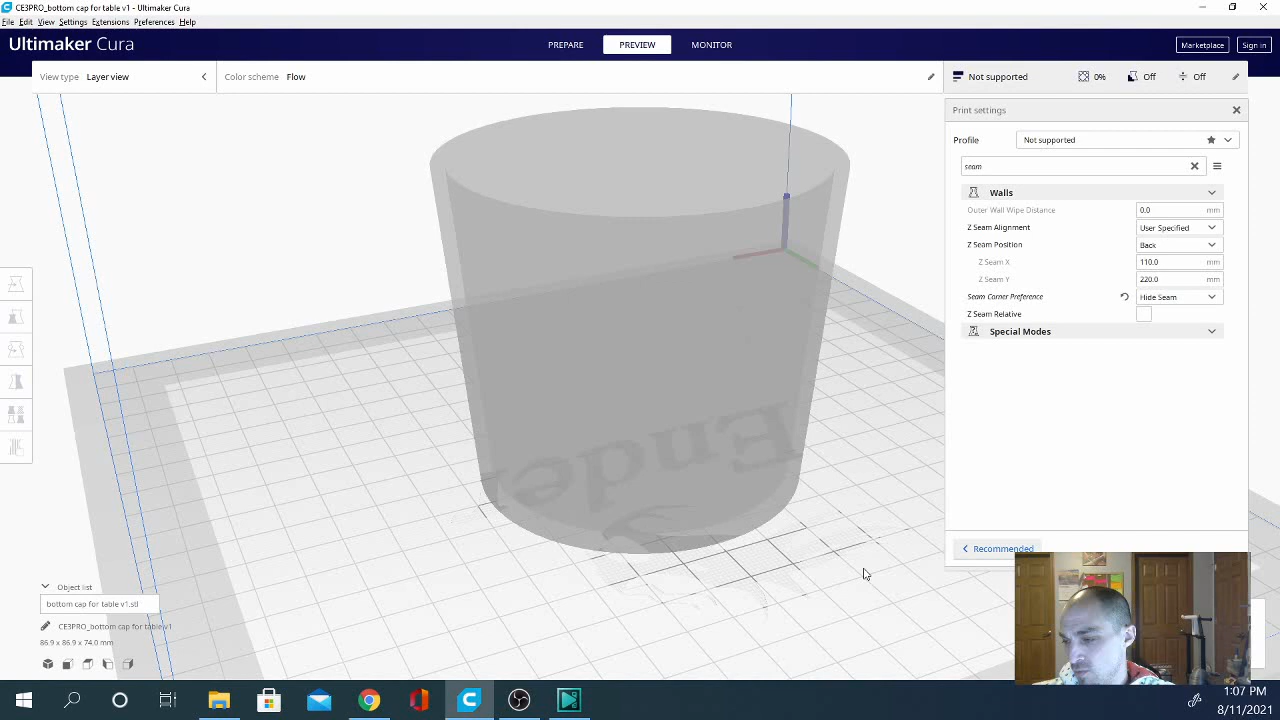 CE3PRO_bottom cap for table v1 - Ultimaker Cura
File Edit View Settings Extensions Preferences Help
Ultimaker Cura
PREPARE PREVIEW MONITOR
Marketplace Sign in
View type Layer view
Color scheme Flow
Not supported 0% Off Off
Print settings
Profile Not supported
seam
Walls
Outer Wall Wipe Distance 0.0 mm
Z Seam Alignment User Specified
Z Seam Position Back
Z Seam X 110.0 mm
Z Seam Y 220.0 mm
Seam Corner Preference Hide Seam
Z Seam Relative
Special Modes
Recommended
Ender
Object list
bottom cap for table v1.stl
CE3PRO_bottom cap for table v1
86.9 x 86.9 x 74.0 mm
1:07 PM
8/11/2021